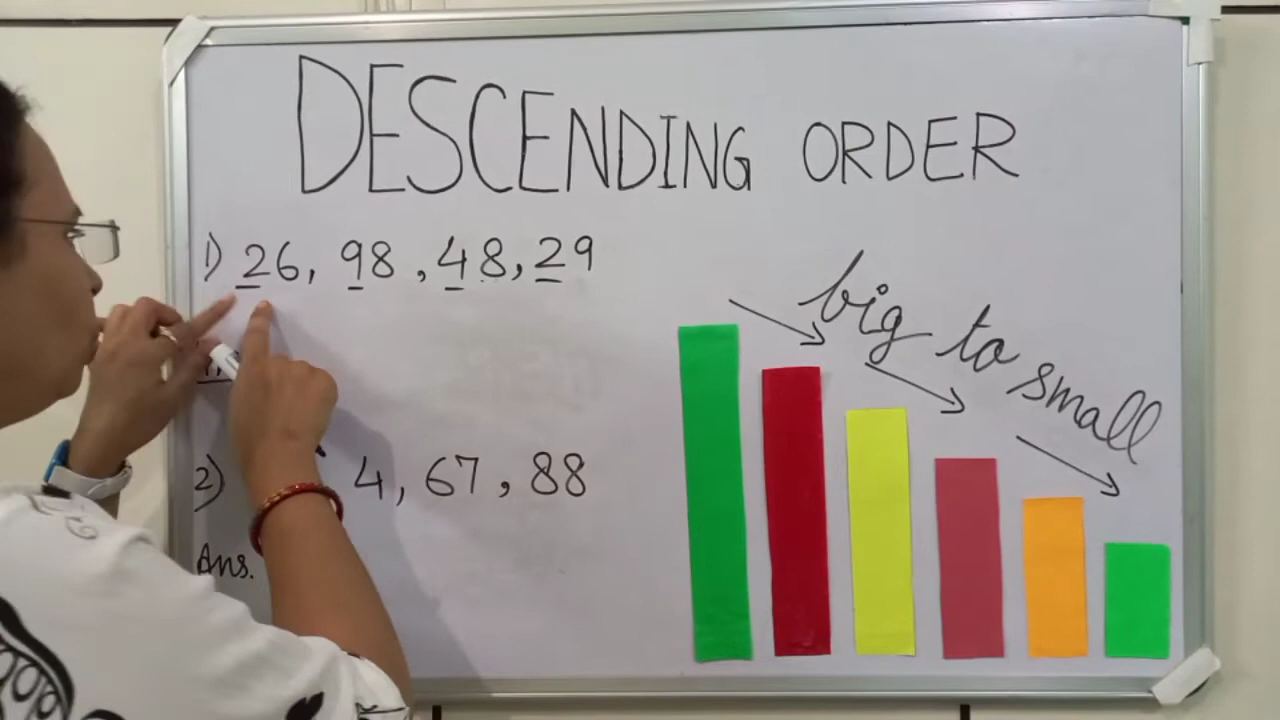 DESCENDING ORDER
1) 26, 98, 48, 29
big to small
2) 4, 67, 88
Ans.